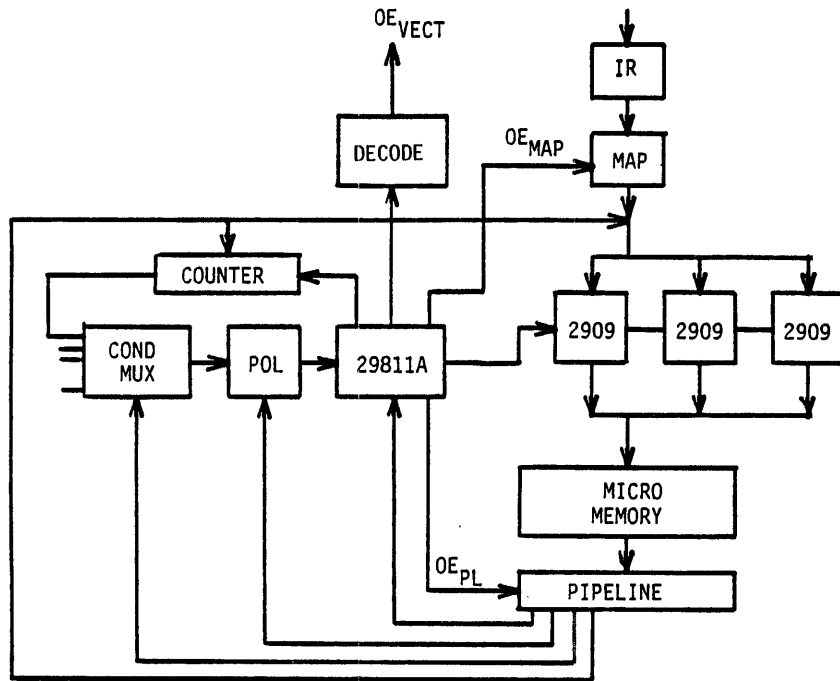 OE VECT
IR
DECODE
OE MAP
MAP
COUNTER
COND
MUX
POL
29811A
2909
2909
2909
MICRO
MEMORY
OE PL
PIPELINE